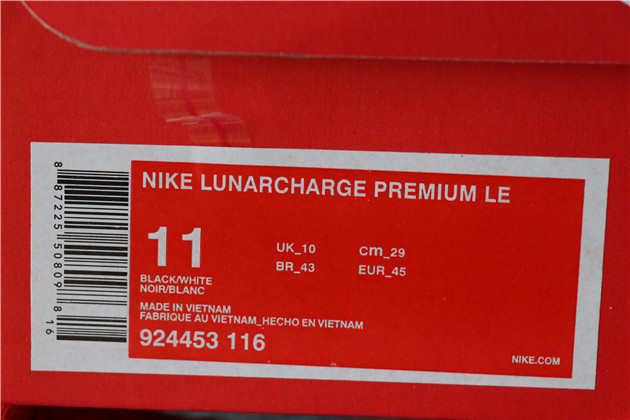 NIKE LUNARCHARGE PREMIUM LE
11
UK_10 cm_29
BR_43 EUR_45
BLACK/WHITE
NOIR/BLANC
MADE IN VIETNAM
FABRIQUE AU VIETNAM_HECHO EN VIETNAM
924453 116
NIKE.COM
8 87225 50809 8 16